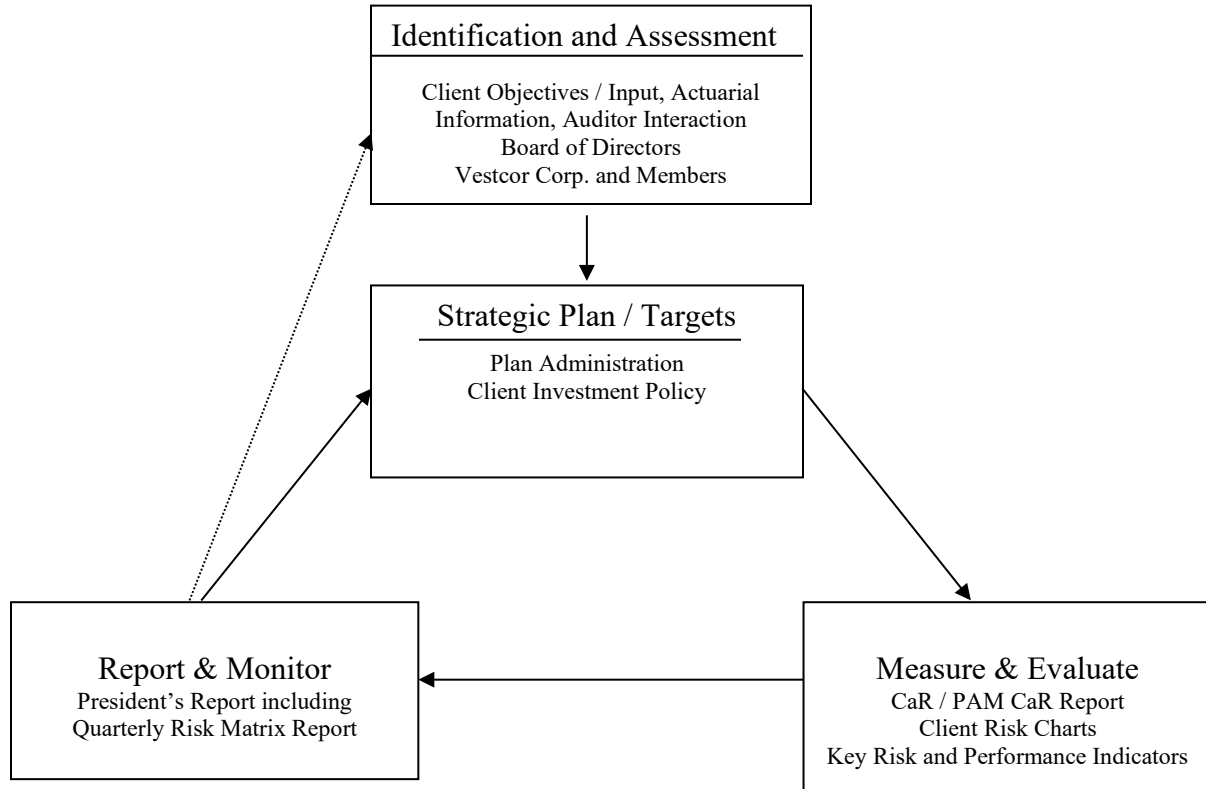 Identification and Assessment
Client Objectives / Input, Actuarial
Information, Auditor Interaction
Board of Directors
Vestcor Corp. and Members
Strategic Plan / Targets
Plan Administration
Client Investment Policy
Report & Monitor
President’s Report including
Quarterly Risk Matrix Report
Measure & Evaluate
CaR / PAM CaR Report
Client Risk Charts
Key Risk and Performance Indicators